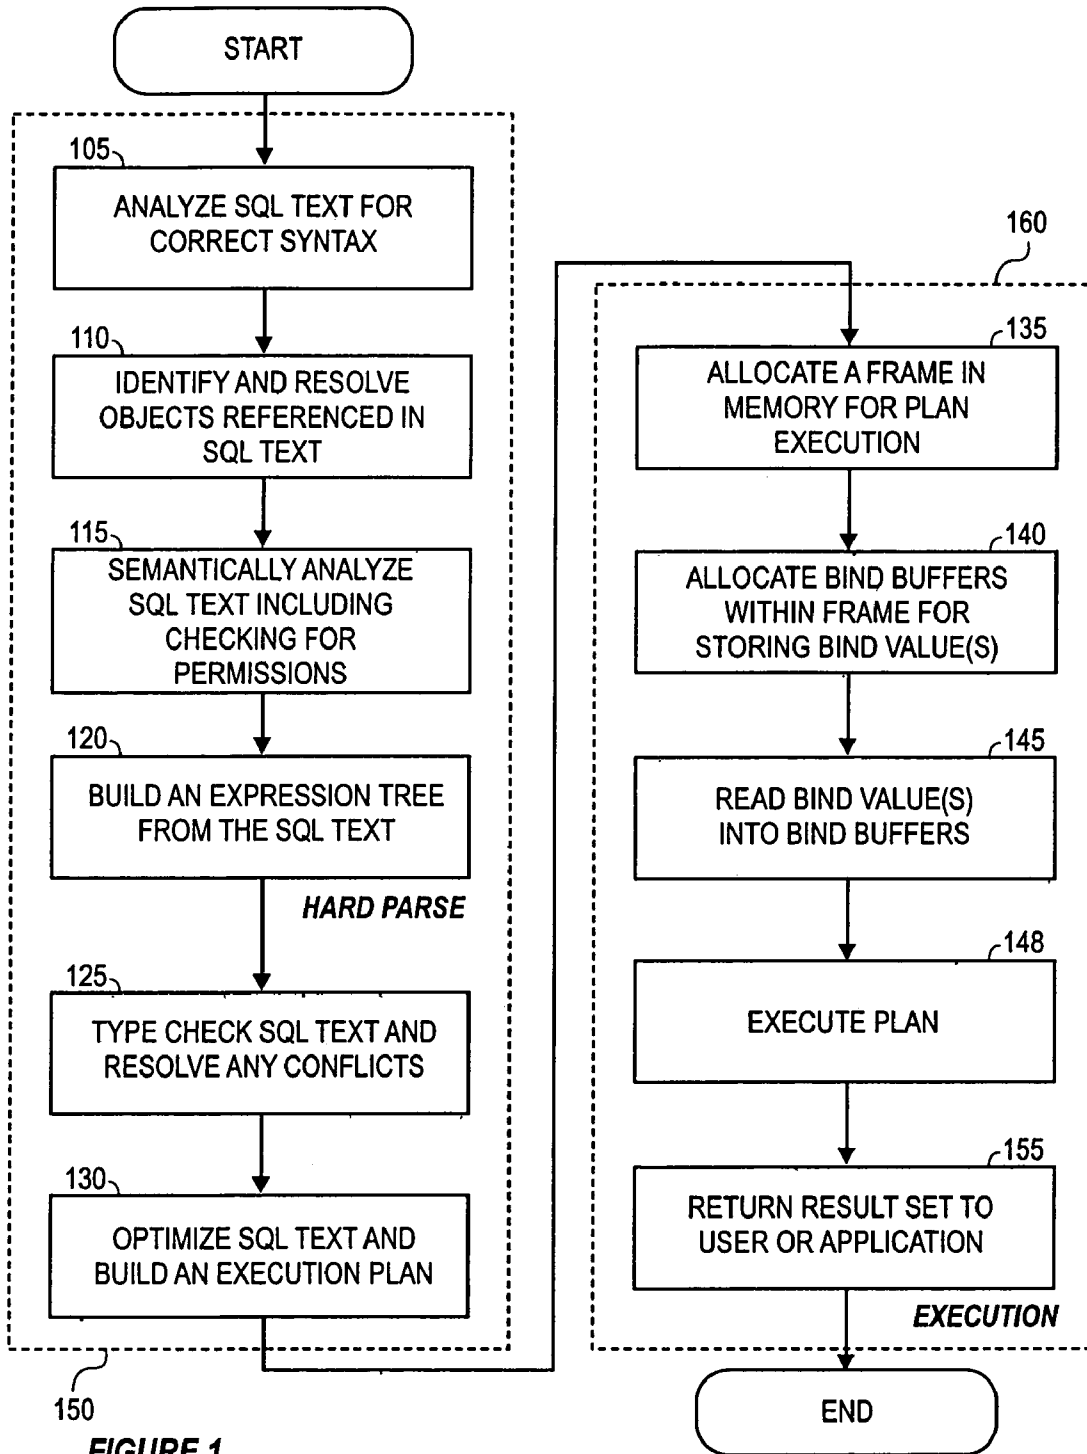 START
105
ANALYZE SQL TEXT FOR
CORRECT SYNTAX
110
IDENTIFY AND RESOLVE
OBJECTS REFERENCED IN
SQL TEXT
115
SEMANTICALLY ANALYZE
SQL TEXT INCLUDING
CHECKING FOR
PERMISSIONS
120
BUILD AN EXPRESSION TREE
FROM THE SQL TEXT
HARD PARSE
125
TYPE CHECK SQL TEXT AND
RESOLVE ANY CONFLICTS
130
OPTIMIZE SQL TEXT AND
BUILD AN EXECUTION PLAN
150
160
135
ALLOCATE A FRAME IN
MEMORY FOR PLAN
EXECUTION
140
ALLOCATE BIND BUFFERS
WITHIN FRAME FOR
STORING BIND VALUE(S)
145
READ BIND VALUE(S)
INTO BIND BUFFERS
148
EXECUTE PLAN
155
RETURN RESULT SET TO
USER OR APPLICATION
EXECUTION
END
FIGURE 1